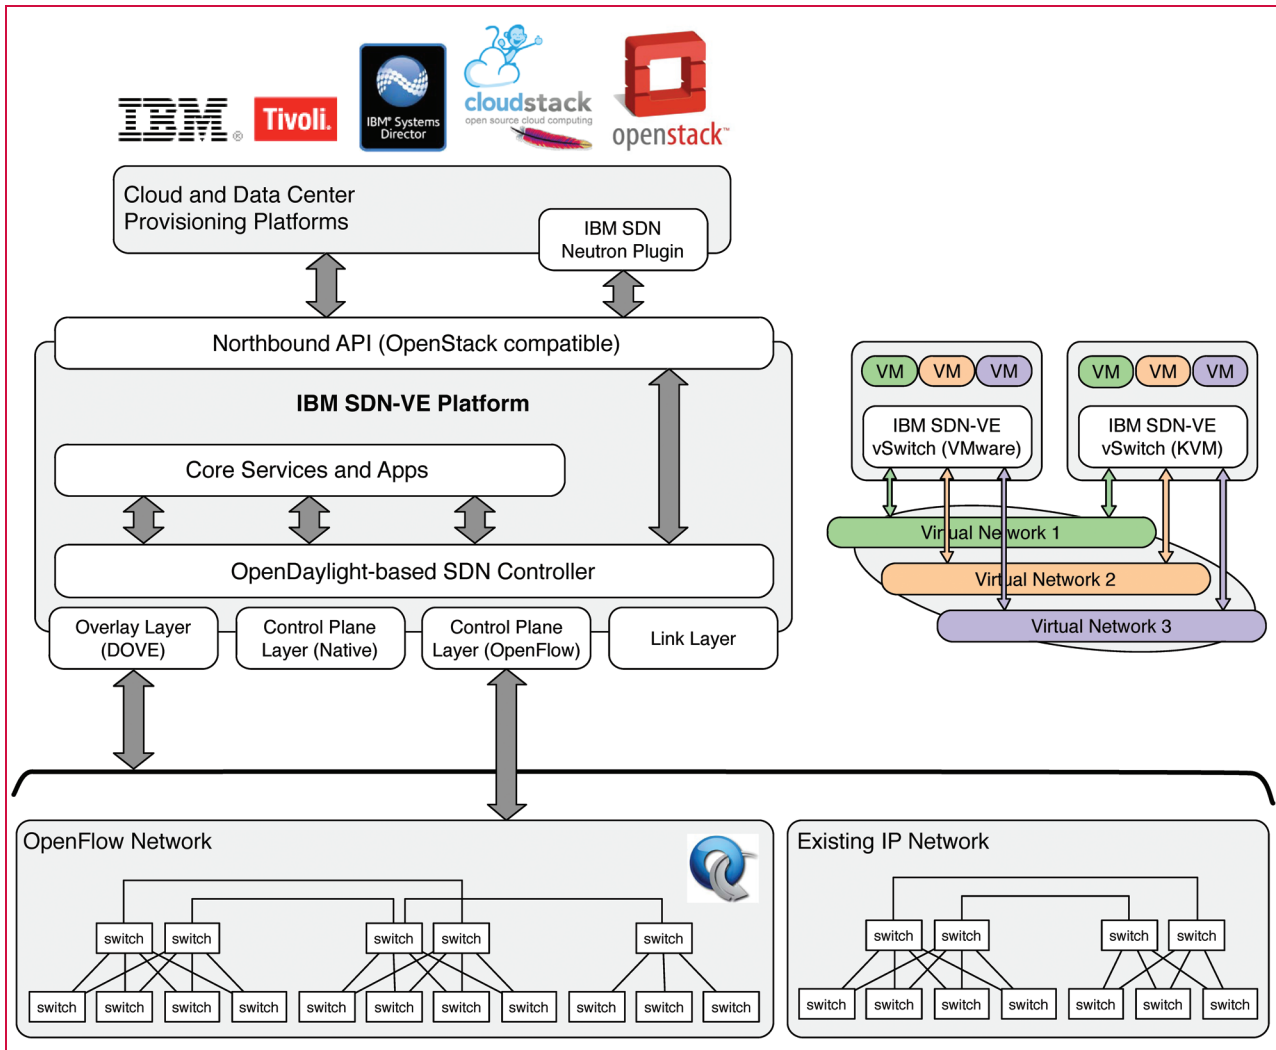 IBM®
Tivoli®
IBM® Systems
Director
cloudstack
open source cloud computing
openstack™
Cloud and Data Center
Provisioning Platforms
IBM SDN
Neutron Plugin
Northbound API (OpenStack compatible)
IBM SDN-VE Platform
Core Services and Apps
OpenDaylight-based SDN Controller
Overlay Layer
(DOVE)
Control Plane
Layer (Native)
Control Plane
Layer (OpenFlow)
Link Layer
VM VM VM
IBM SDN-VE
vSwitch (VMware)
VM VM VM
IBM SDN-VE
vSwitch (KVM)
Virtual Network 1
Virtual Network 2
Virtual Network 3
OpenFlow Network
switch switch switch switch switch
switch switch switch switch switch switch switch switch switch switch switch
Existing IP Network
switch switch switch switch
switch switch switch switch switch switch switch